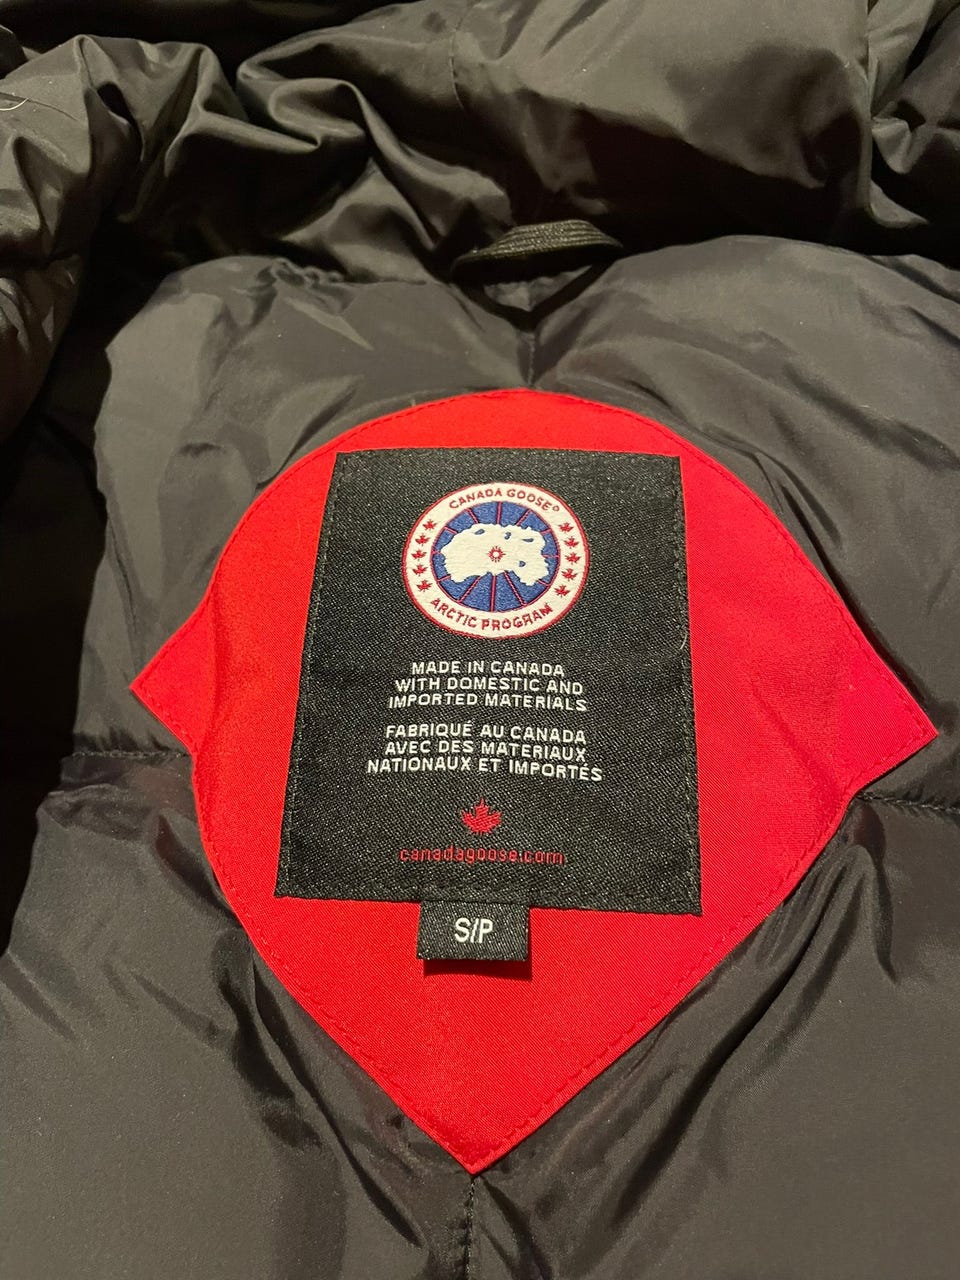 CANADA GOOSE®
ARCTIC PROGRAM
MADE IN CANADA
WITH DOMESTIC AND
IMPORTED MATERIALS
FABRIQUÉ AU CANADA
AVEC DES MATERIAUX
NATIONAUX ET IMPORTÉS
canadagoose.com
S/P